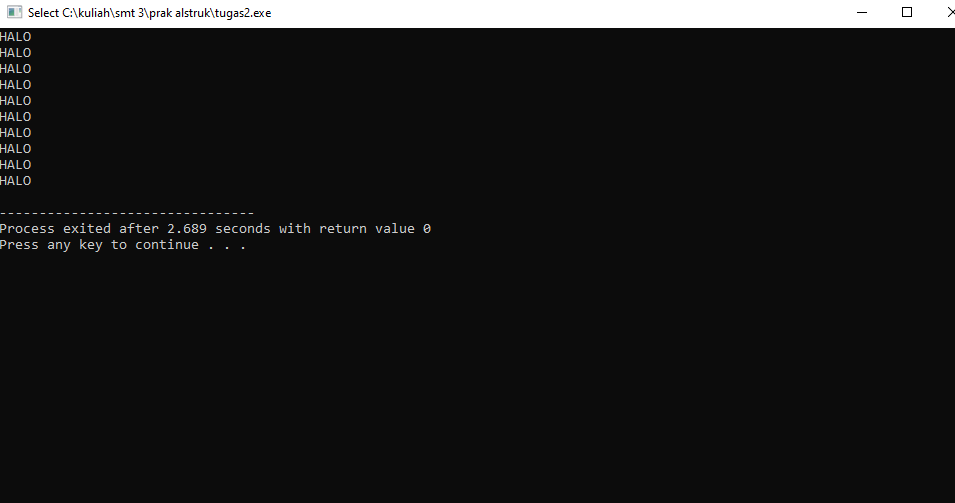 Select C:\kuliah\smt 3\prak alstruk\tugas2.exe
HALO
HALO
HALO
HALO
HALO
HALO
HALO
HALO
HALO
HALO
--------------------------------
Process exited after 2.689 seconds with return value 0
Press any key to continue . . .